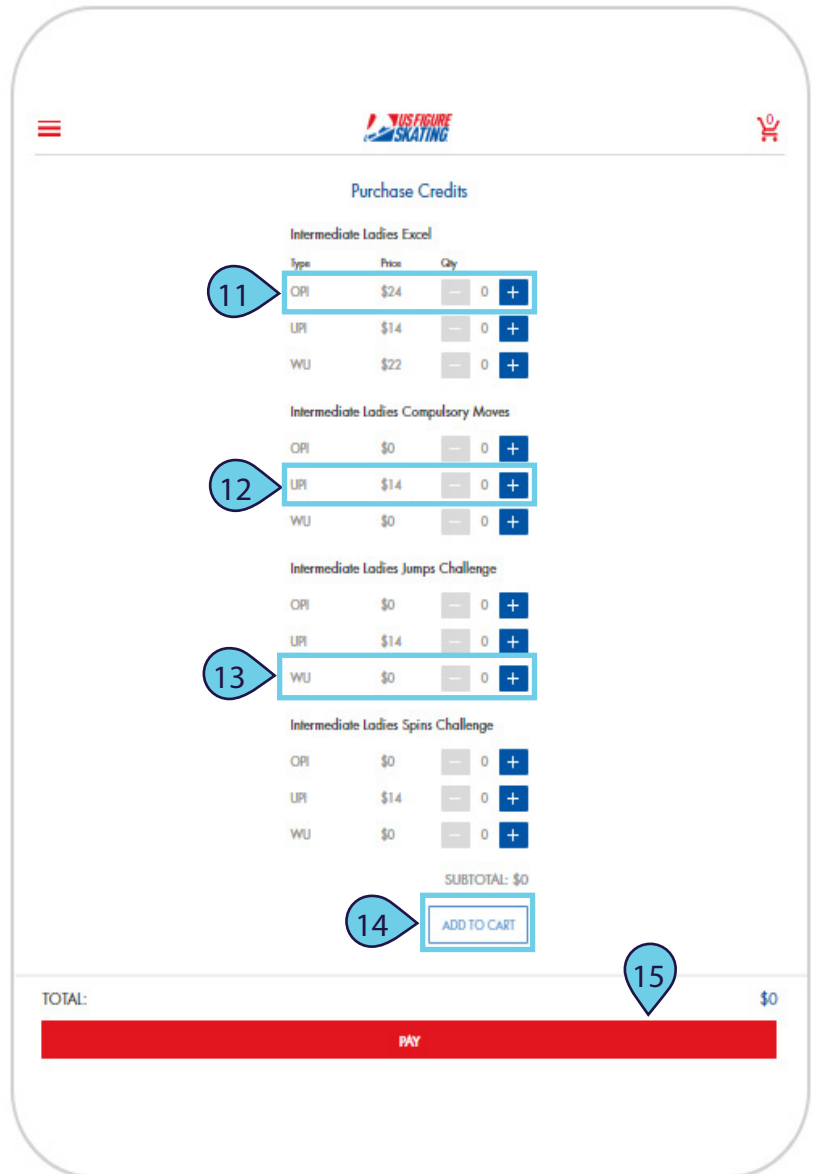 0
US FIGURE
SKATING
Purchase Credits
Intermediate Ladies Excel
Type Price Qty
11 OPI $24 — 0 +
UPI $14 — 0 +
WU $22 — 0 +
Intermediate Ladies Compulsory Moves
OPI $0 — 0 +
12 UPI $14 — 0 +
WU $0 — 0 +
Intermediate Ladies Jumps Challenge
OPI $0 — 0 +
UPI $14 — 0 +
13 WU $0 — 0 +
Intermediate Ladies Spins Challenge
OPI $0 — 0 +
UPI $14 — 0 +
WU $0 — 0 +
SUBTOTAL: $0
14 ADD TO CART
15
TOTAL: $0
PAY